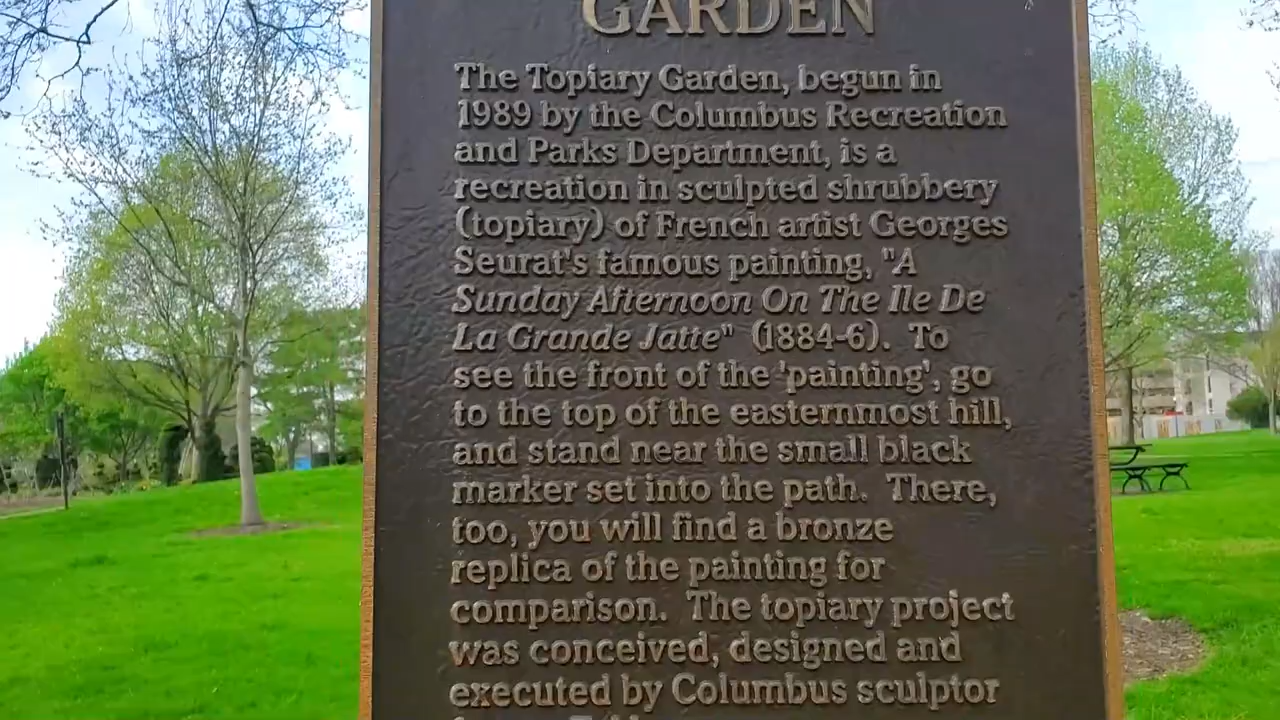 GARDEN
The Topiary Garden, begun in
1989 by the Columbus Recreation
and Parks Department, is a
recreation in sculpted shrubbery
(topiary) of French artist Georges
Seurat's famous painting, "A
Sunday Afternoon On The Ile De
La Grande Jatte" (1884-6). To
see the front of the 'painting', go
to the top of the easternmost hill,
and stand near the small black
marker set into the path. There,
too, you will find a bronze
replica of the painting for
comparison. The topiary project
was conceived, designed and
executed by Columbus sculptor